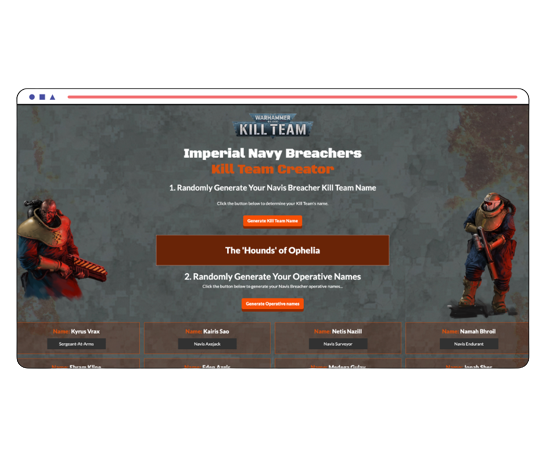 WARHAMMER
KILL TEAM
Imperial Navy Breachers
Kill Team Creator
1. Randomly Generate Your Navis Breacher Kill Team Name
Click the button below to determine your Kill Team's name
Generate Kill Team Name
The 'Hounds' of Ophelia
2. Randomly Generate Your Operative Names
Click the button below to generate your Navis Breacher operative names...
Generate Operative names
Name: Kyrus Vrax
Name: Kairis Sao
Name: Netis Nazill
Name: Namah Bhroil
Sergeant-At-Arms
Navis Axejack
Navis Surveyor
Navis Endurant